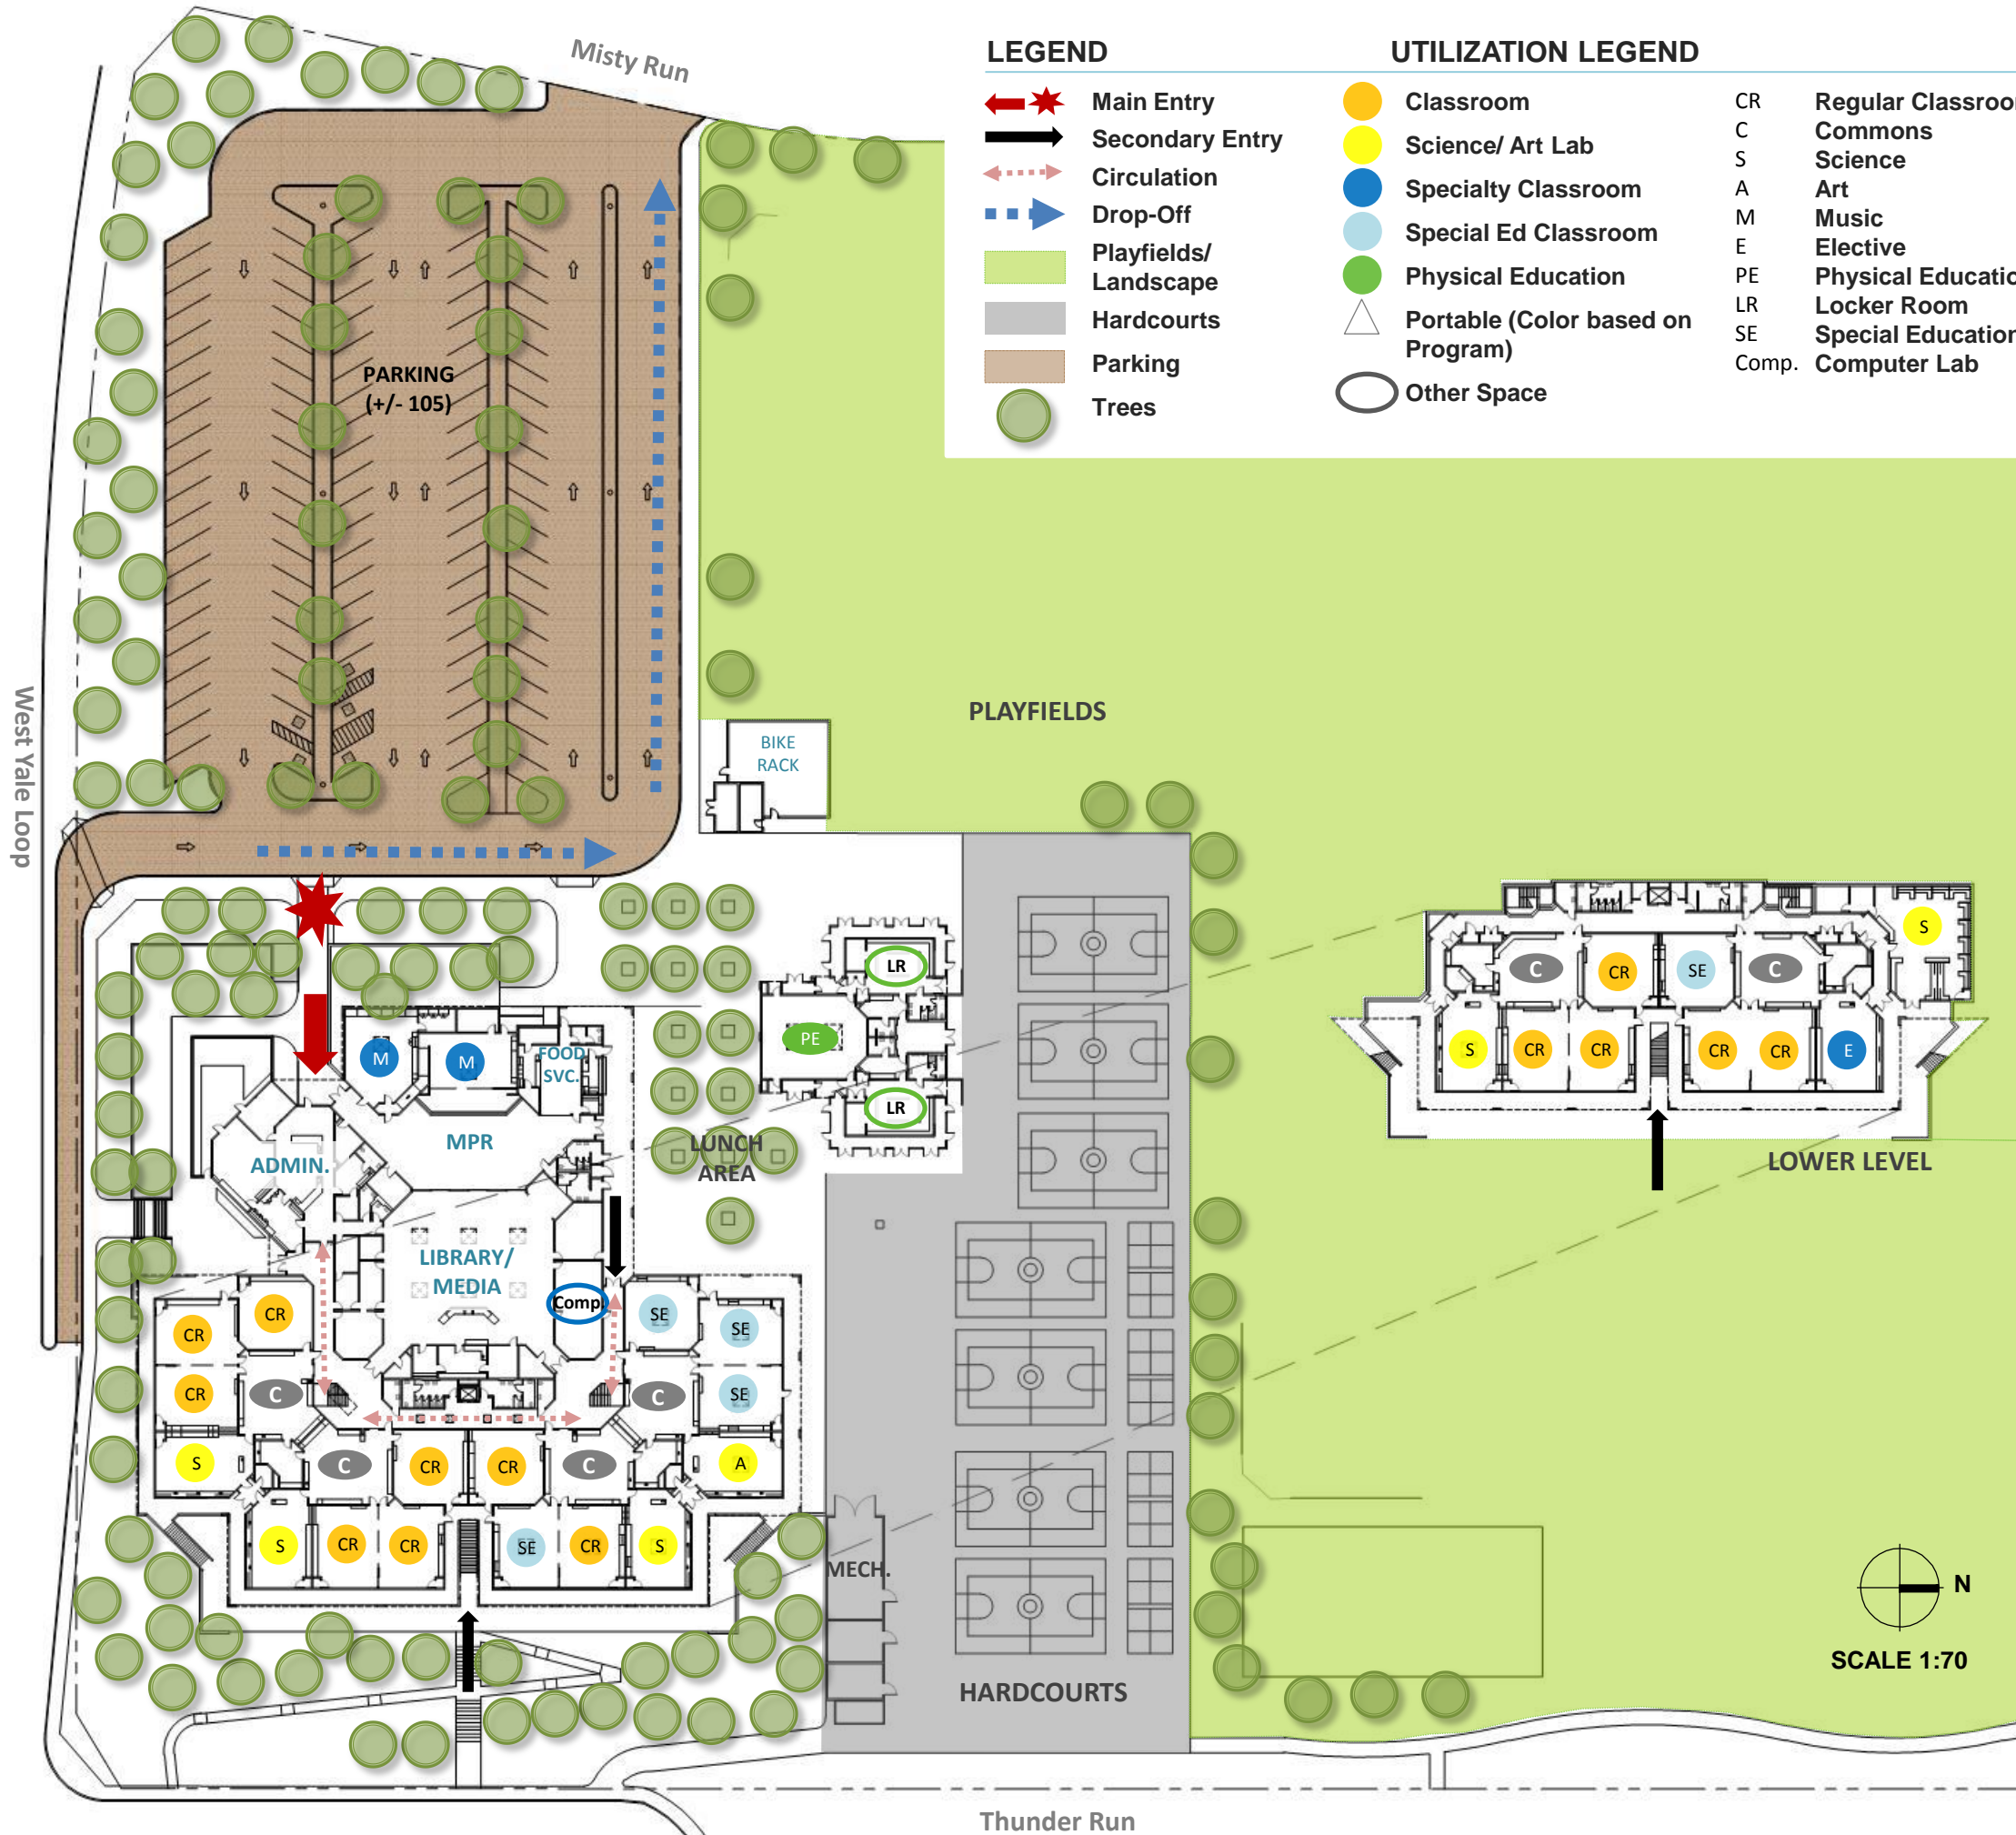 Misty Run
LEGEND
Main Entry
Secondary Entry
Circulation
Drop-Off
Playfields/
Landscape
Hardcourts
Parking
Trees
UTILIZATION LEGEND
Classroom
Science/ Art Lab
Specialty Classroom
Special Ed Classroom
Physical Education
Portable (Color based on
Program)
Other Space
CR Regular Classroo
C Commons
S Science
A Art
M Music
E Elective
PE Physical Educatio
LR Locker Room
SE Special Education
Comp. Computer Lab
PARKING
(+/- 105)
West Yale Loop
PLAYFIELDS
BIKE
RACK
LR
PE
LR
M
M
FOOD
SVC.
MPR
ADMIN.
LUNCH
AREA
LIBRARY/
MEDIA
Comp
CR
CR
CR
C
S
C
CR
CR
C
C
SE
SE
SE
A
S
CR
CR
SE
CR
S
MECH.
HARDCOURTS
S
C
CR
SE
C
S
CR
CR
CR
CR
E
LOWER LEVEL
N
SCALE 1:70
Thunder Run